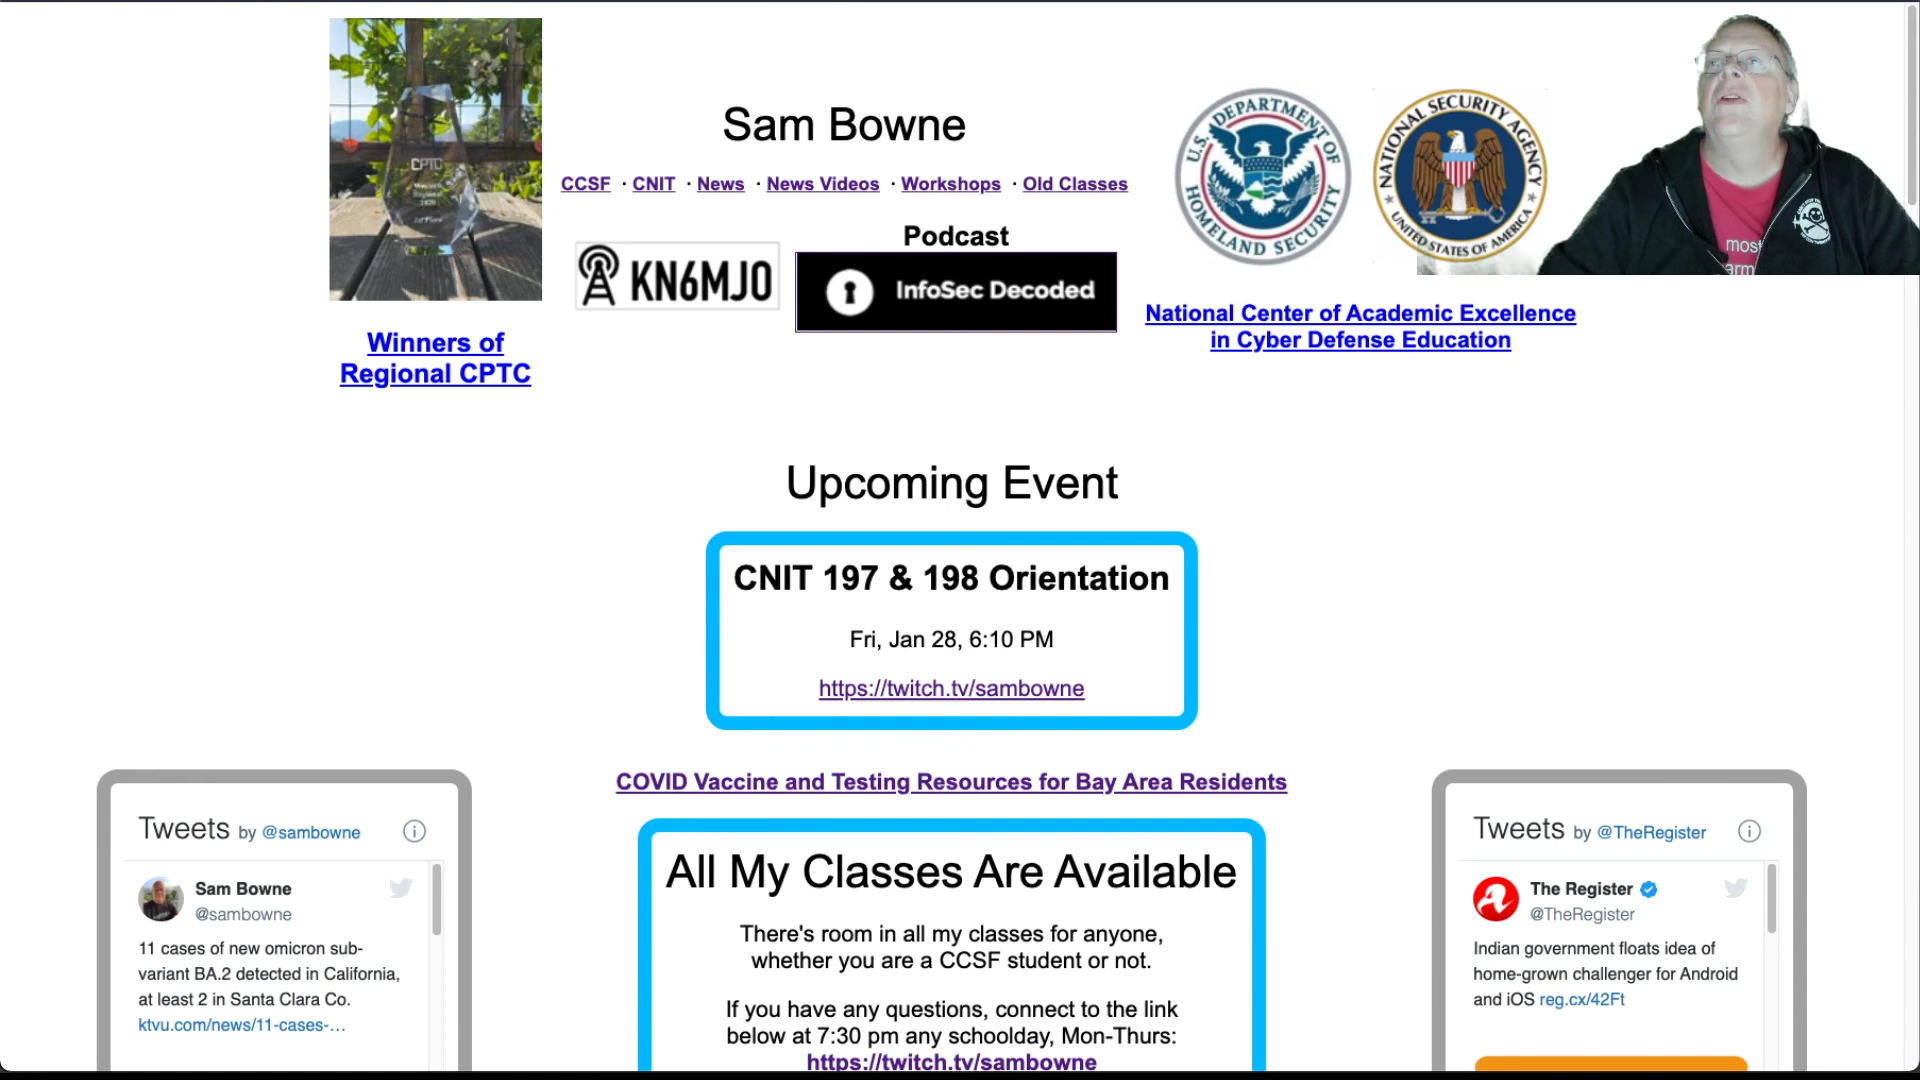 Sam Bowne
CCSF · CNIT · News · News Videos · Workshops · Old Classes
CPTC
KN6MJO
Podcast
InfoSec Decoded
U.S. DEPARTMENT OF HOMELAND SECURITY
NATIONAL SECURITY AGENCY
UNITED STATES OF AMERICA
most
arm
Winners of
Regional CPTC
National Center of Academic Excellence
in Cyber Defense Education
Upcoming Event
CNIT 197 & 198 Orientation
Fri, Jan 28, 6:10 PM
https://twitch.tv/sambowne
COVID Vaccine and Testing Resources for Bay Area Residents
Tweets by @sambowne
Sam Bowne
@sambowne
11 cases of new omicron sub-
variant BA.2 detected in California,
at least 2 in Santa Clara Co.
ktvu.com/news/11-cases-…
All My Classes Are Available
There's room in all my classes for anyone,
whether you are a CCSF student or not.
If you have any questions, connect to the link
below at 7:30 pm any schoolday, Mon-Thurs:
https://twitch.tv/sambowne
Tweets by @TheRegister
The Register
@TheRegister
Indian government floats idea of
home-grown challenger for Android
and iOS reg.cx/42Ft